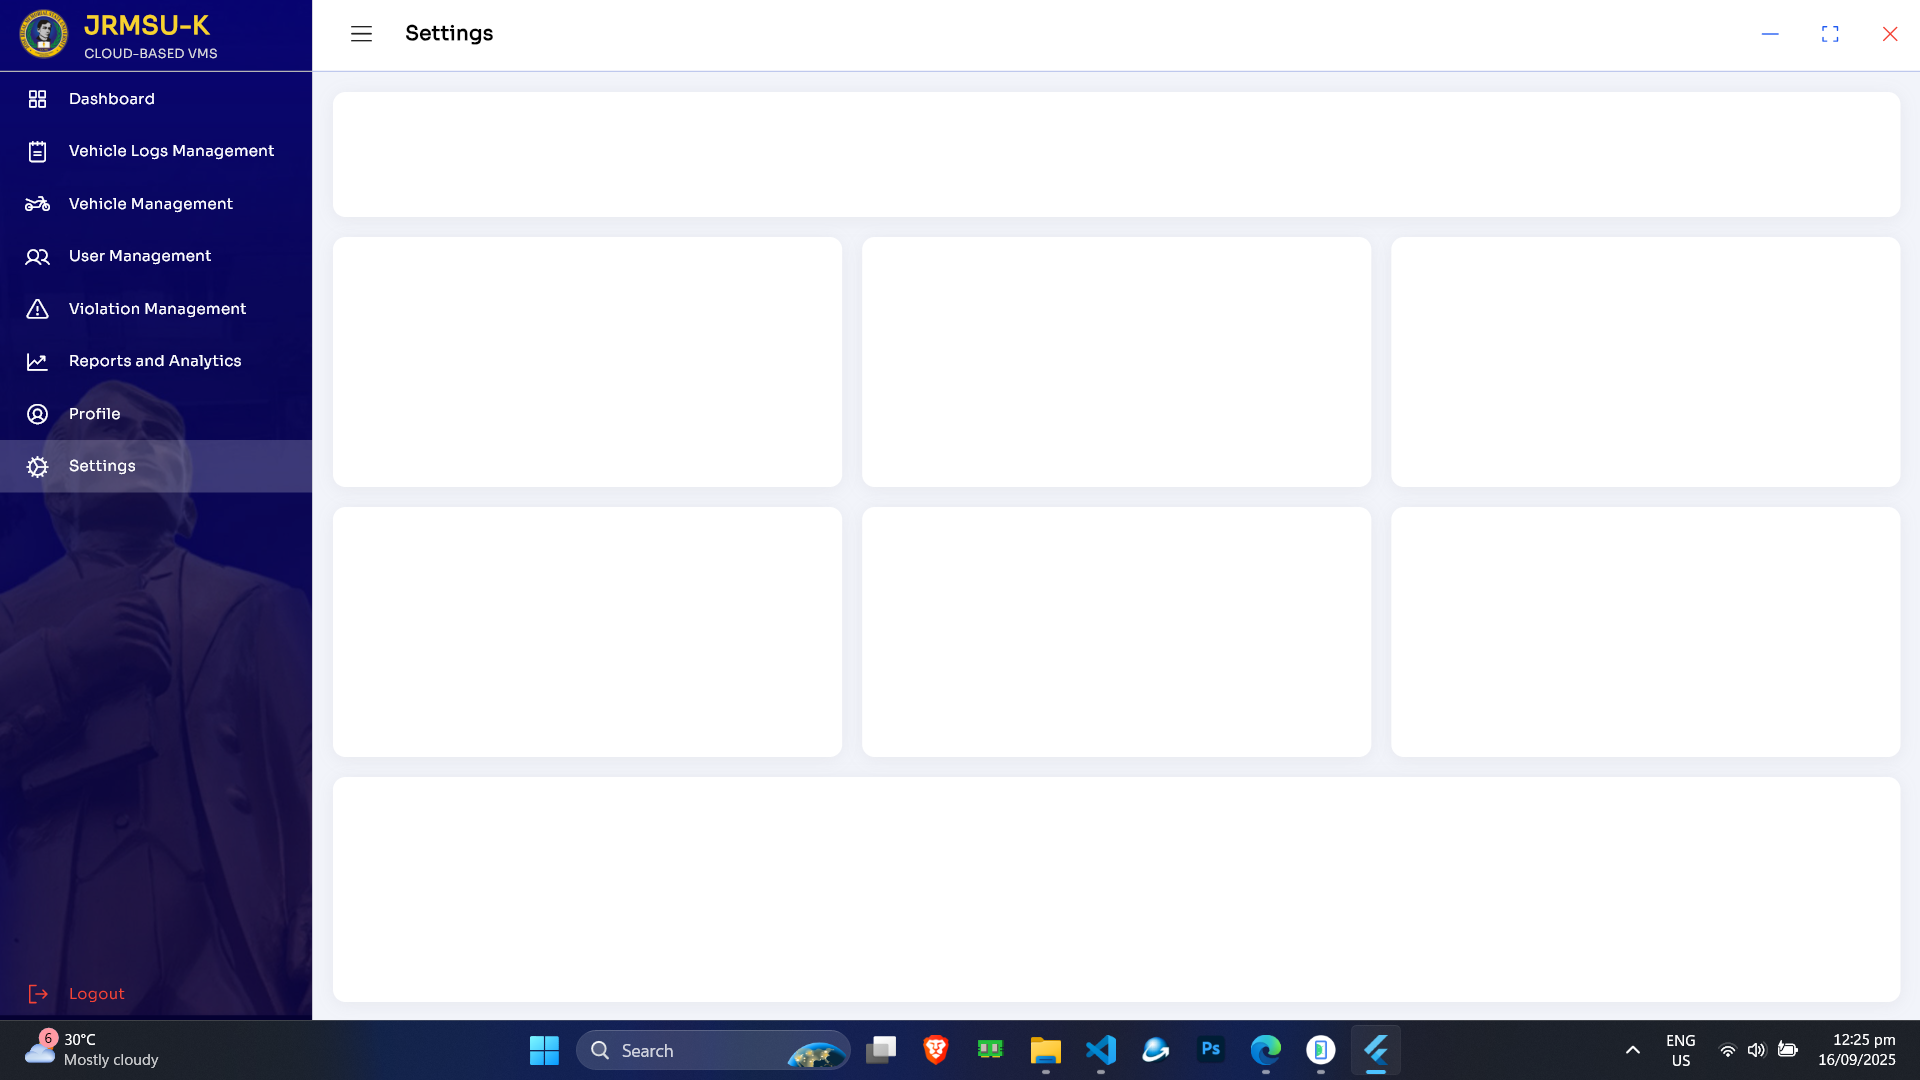 JRMSU-K
CLOUD-BASED VMS
Settings
Dashboard
Vehicle Logs Management
Vehicle Management
User Management
Violation Management
Reports and Analytics
Profile
Settings
Logout
6
30°C
Mostly cloudy
Search
Ps
ENG
US
12:25 pm
16/09/2025